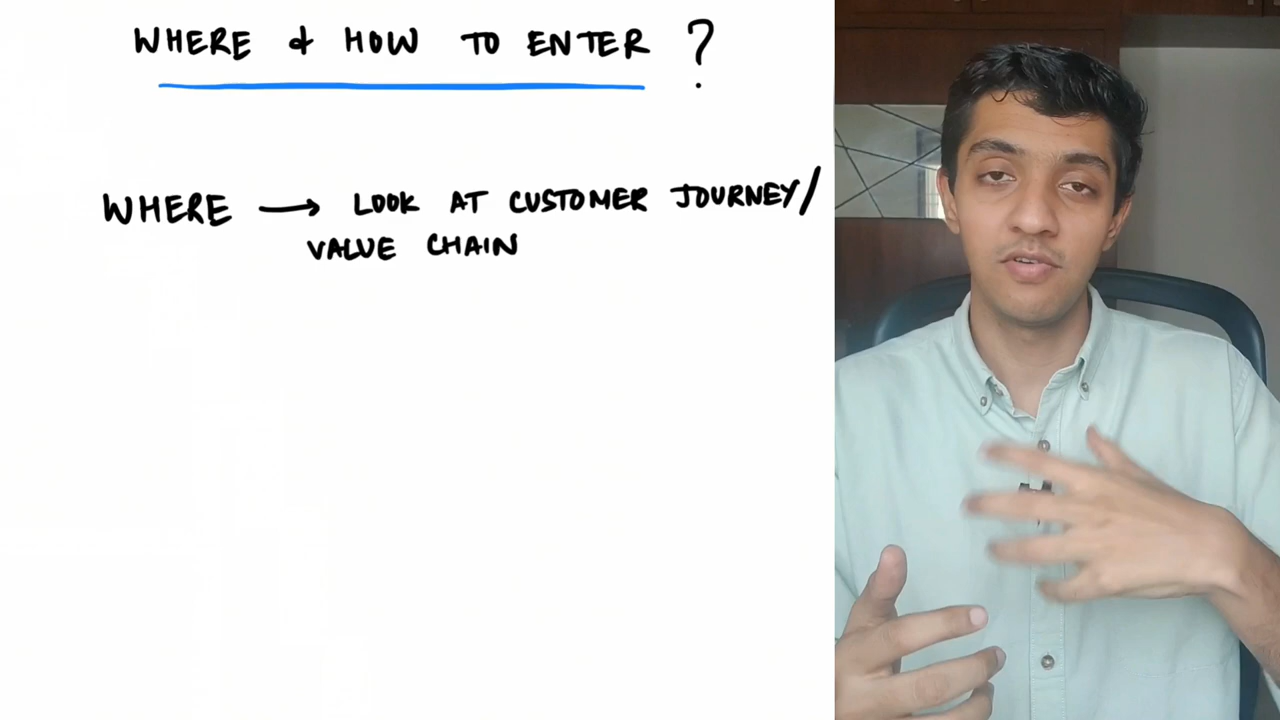 WHERE & HOW TO ENTER ?
WHERE → LOOK AT CUSTOMER JOURNEY/
VALUE CHAIN